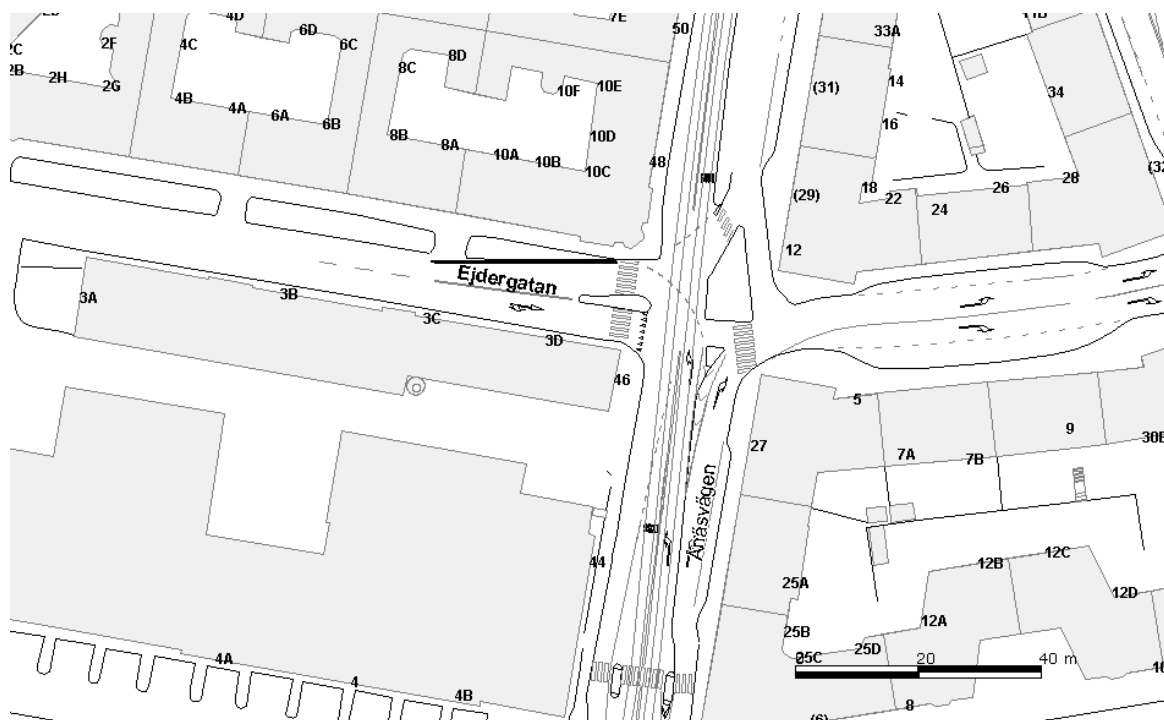 4D
6D
7E
50
33A
2F
4C
6C
2C
8D
8C
2B
2H
2G
10F
10E
(31)
14
34
4B
4A
6A
6B
8B
8A
10D
16
10A
10B
10C
48
(29)
18
22
24
26
28
12
Ejdergatan
3A
3B
3C
3D
46
5
27
7A
7B
9
Ånäsvägen
44
12B
12C
25A
12D
12A
25B
25D
25C
20
40 m
4A
4
4B
8
(6)